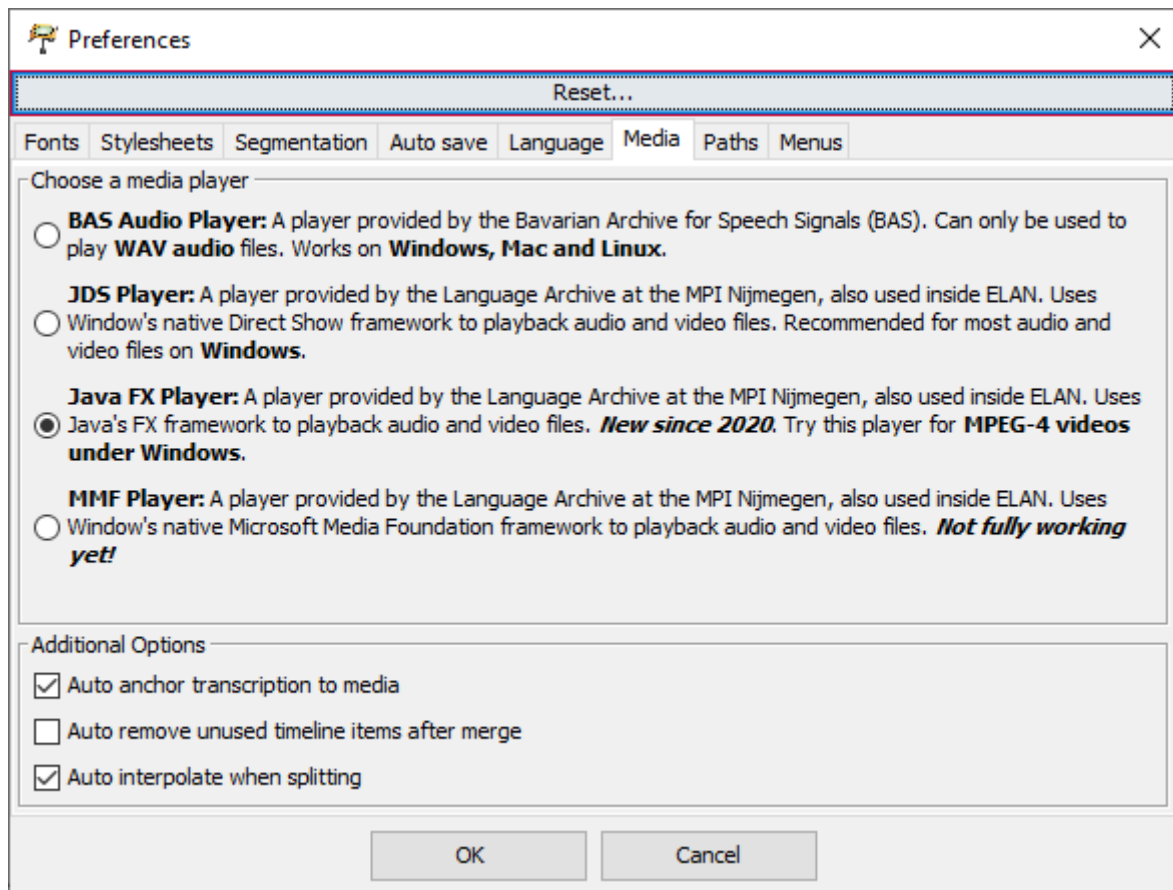 Preferences
Reset...
Fonts Stylesheets Segmentation Auto save Language Media Paths Menus
Choose a media player
BAS Audio Player: A player provided by the Bavarian Archive for Speech Signals (BAS). Can only be used to
play WAV audio files. Works on Windows, Mac and Linux.
JDS Player: A player provided by the Language Archive at the MPI Nijmegen, also used inside ELAN. Uses
Window's native Direct Show framework to playback audio and video files. Recommended for most audio and
video files on Windows.
Java FX Player: A player provided by the Language Archive at the MPI Nijmegen, also used inside ELAN. Uses
Java's FX framework to playback audio and video files. New since 2020. Try this player for MPEG-4 videos
under Windows.
MMF Player: A player provided by the Language Archive at the MPI Nijmegen, also used inside ELAN. Uses
Window's native Microsoft Media Foundation framework to playback audio and video files. Not fully working
yet!
Additional Options
Auto anchor transcription to media
Auto remove unused timeline items after merge
Auto interpolate when splitting
OK Cancel